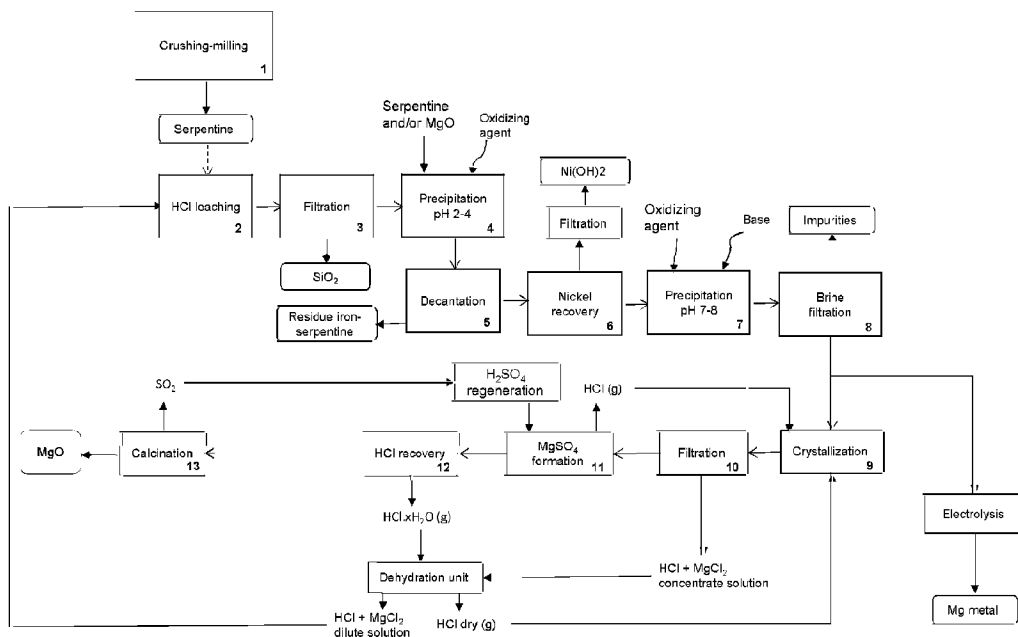 Crushing-milling
1
Serpentine
HCl loaching
2
Filtration
3
SiO2
Serpentine
and/or MgO
Oxidizing
agent
Precipitation
pH 2-4
4
Decantation
5
Residue iron-
serpentine
Ni(OH)2
Filtration
Nickel
recovery
6
Oxidizing
agent
Base
Precipitation
pH 7-8
7
Impurities
Brine
filtration
8
SO2
H2SO4
regeneration
HCl (g)
MgO
Calcination
13
HCl recovery
12
MgSO4
formation
11
Filtration
10
Crystallization
9
Electrolysis
HCl.xH2O (g)
Dehydration unit
HCl + MgCl2
concentrate solution
HCl + MgCl2
dilute solution
HCl dry (g)
Mg metal